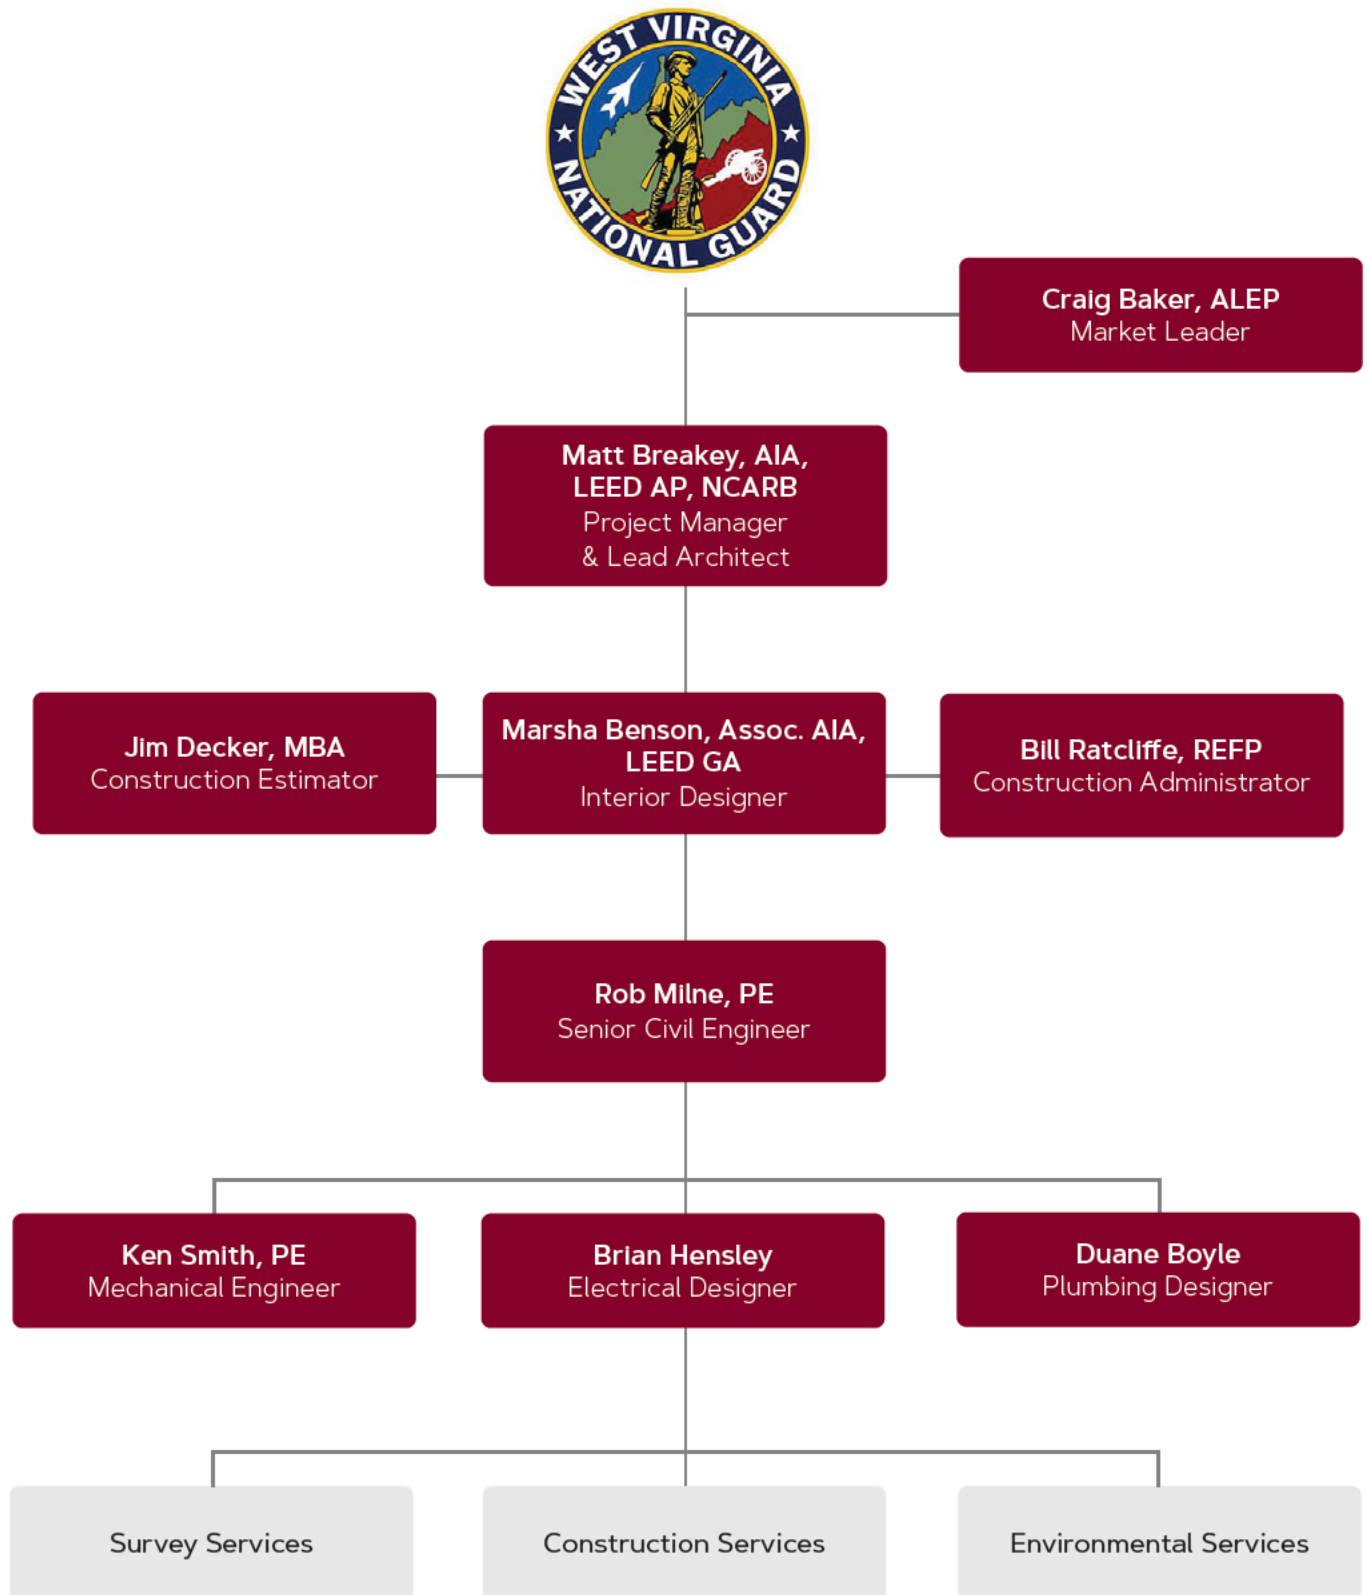 WEST VIRGINIA
NATIONAL GUARD
Craig Baker, ALEP
Market Leader
Matt Breakey, AIA,
LEED AP, NCARB
Project Manager
& Lead Architect
Jim Decker, MBA
Construction Estimator
Marsha Benson, Assoc. AIA,
LEED GA
Interior Designer
Bill Ratcliffe, REFP
Construction Administrator
Rob Milne, PE
Senior Civil Engineer
Ken Smith, PE
Mechanical Engineer
Brian Hensley
Electrical Designer
Duane Boyle
Plumbing Designer
Survey Services
Construction Services
Environmental Services